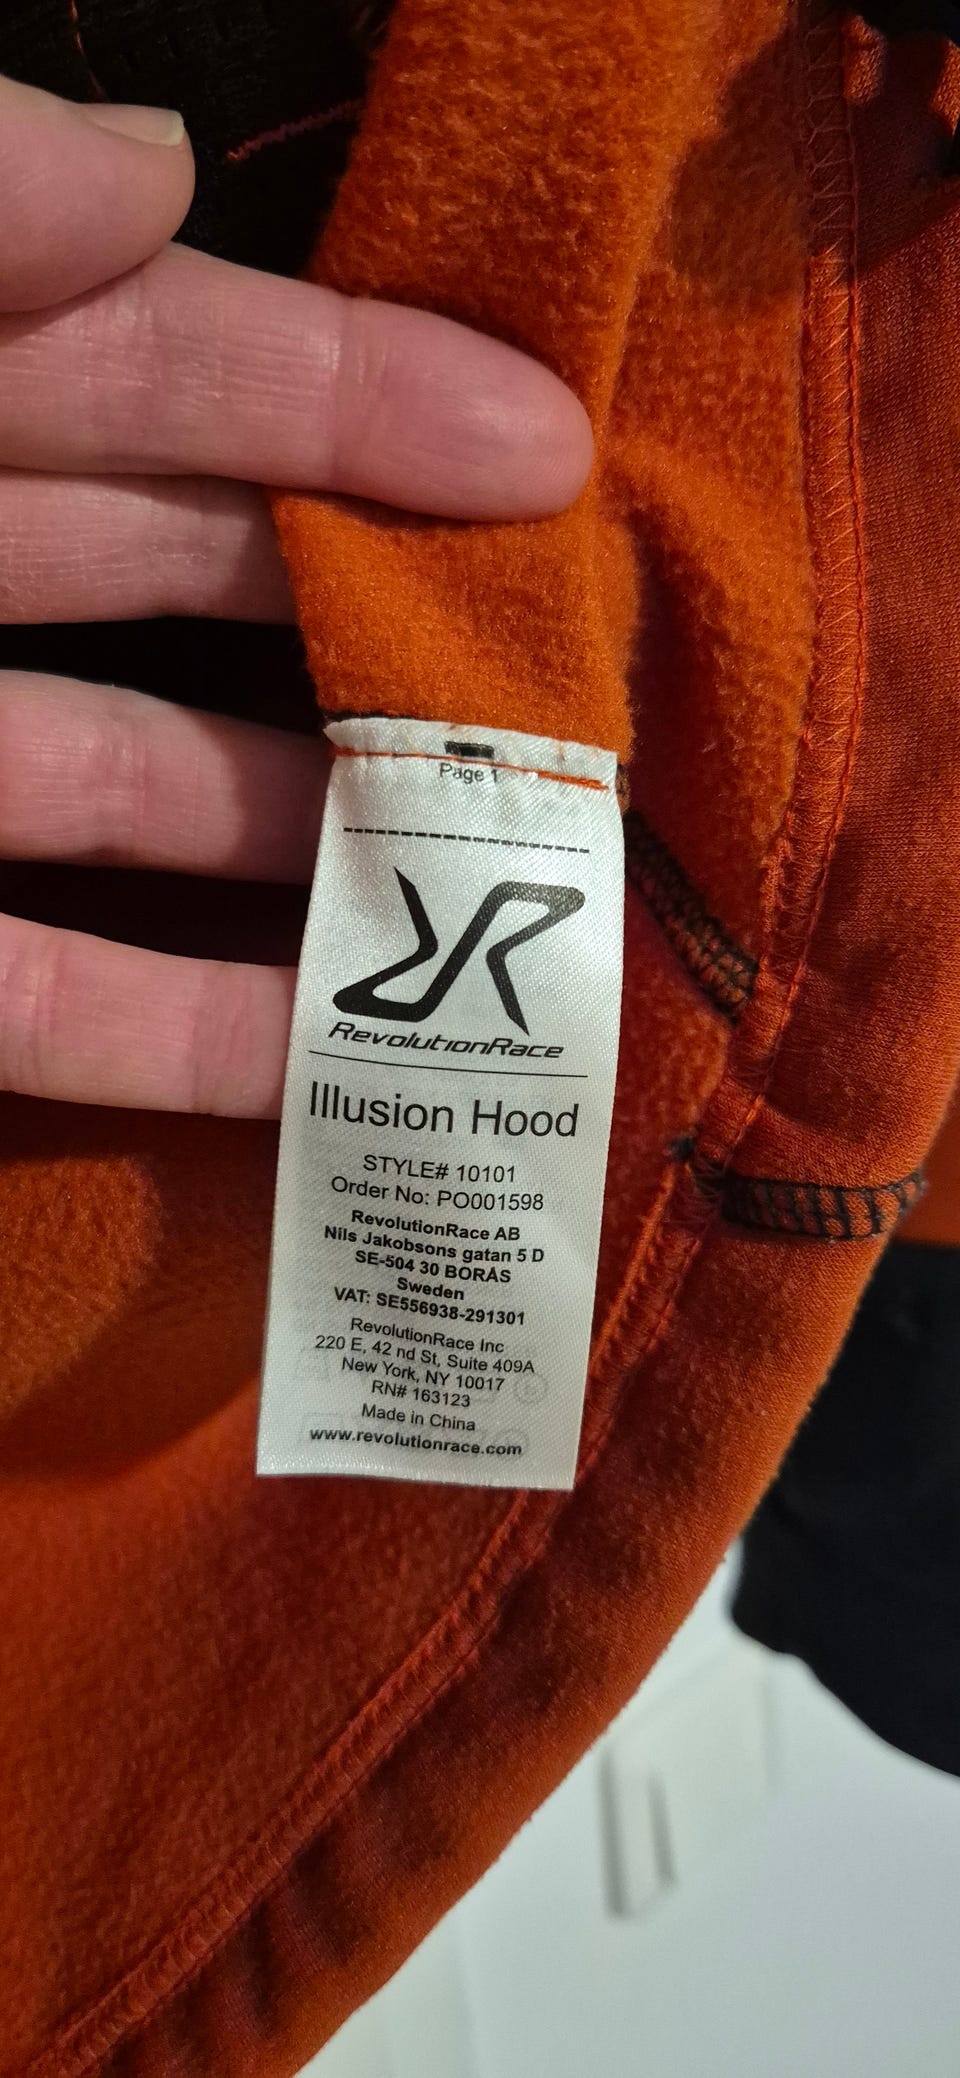 Page 1
RevolutionRace
Illusion Hood
STYLE# 10101
Order No: PO001598
RevolutionRace AB
Nils Jakobsons gatan 5 D
SE-504 30 BORÅS
Sweden
VAT: SE556938-291301
RevolutionRace Inc
220 E, 42 nd St, Suite 409A
New York, NY 10017
RN# 163123
Made in China
www.revolutionrace.com